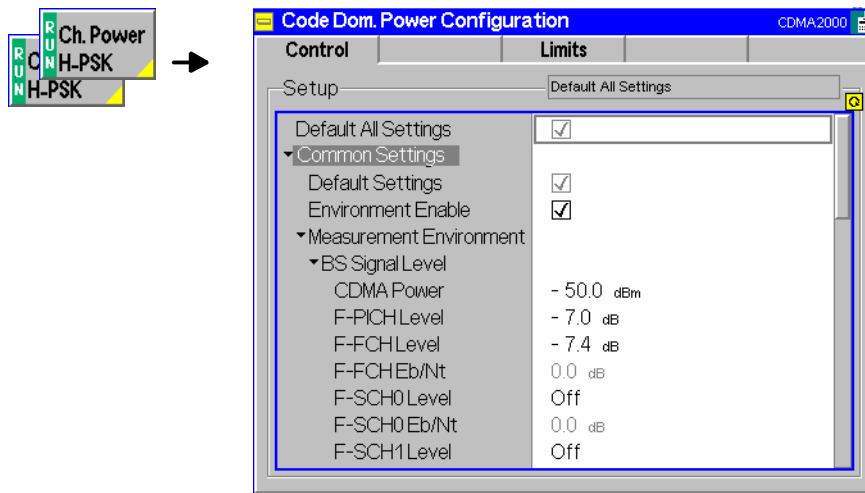 RUN
Ch. Power
H-PSK
RUN
C
H-PSK
Code Dom. Power Configuration CDMA2000
Control Limits
Setup Default All Settings
Default All Settings
Common Settings
Default Settings
Environment Enable
Measurement Environment
BS Signal Level
CDMA Power - 50.0 dBm
F-PICH Level - 7.0 dB
F-FCH Level - 7.4 dB
F-FCH Eb/Nt 0.0 dB
F-SCH0 Level Off
F-SCH0 Eb/Nt 0.0 dB
F-SCH1 Level Off